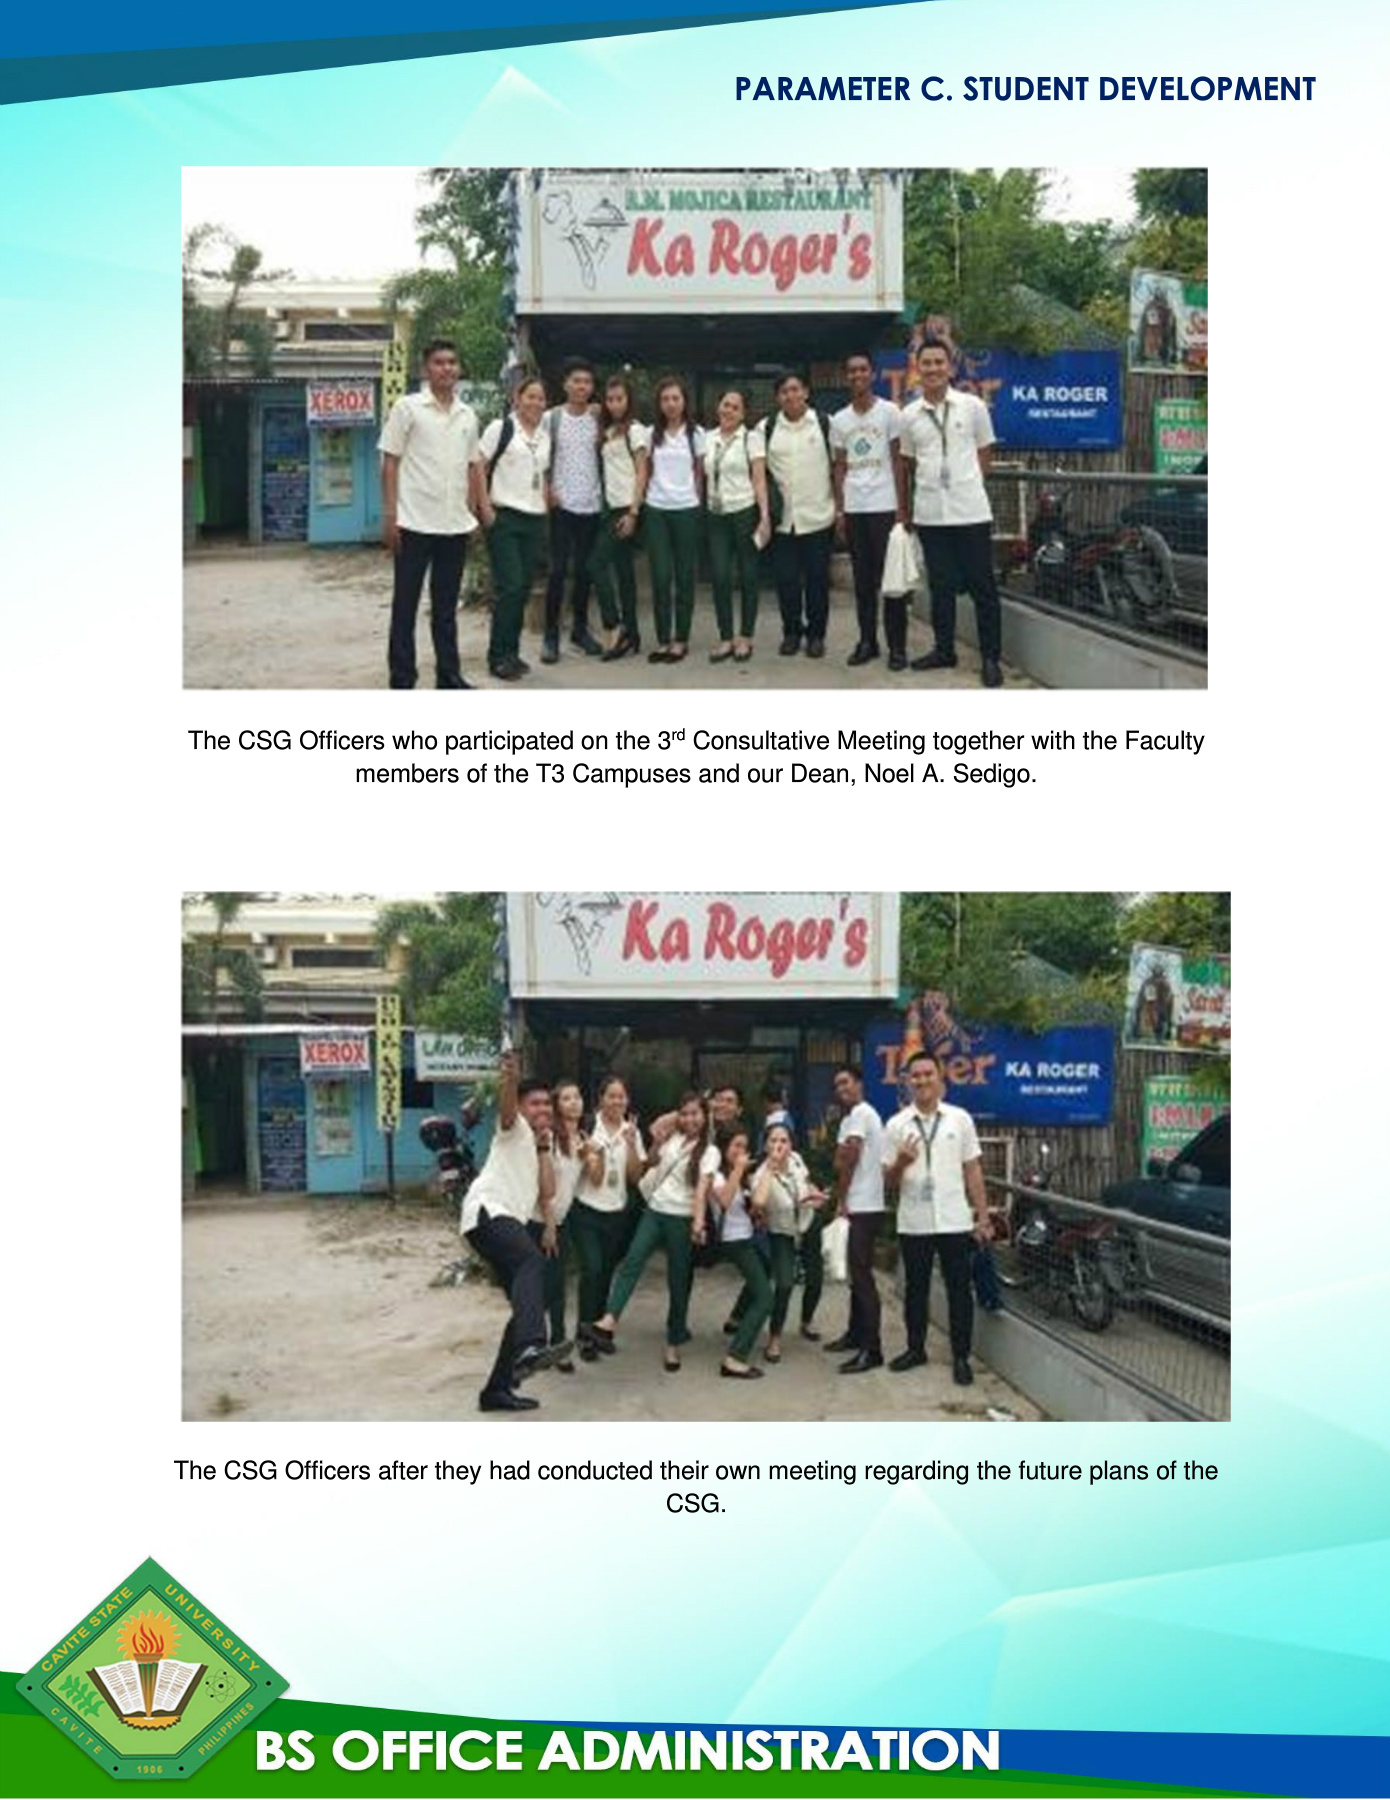 PARAMETER C. STUDENT DEVELOPMENT
R.M. MOJICA RESTAURANT
Ka Roger's
XEROX
KA ROGER
RESTAURANT
The CSG Officers who participated on the 3rd Consultative Meeting together with the Faculty
members of the T3 Campuses and our Dean, Noel A. Sedigo.
Ka Roger's
XEROX
LAW OFFICE
Tiger
KA ROGER
RESTAURANT
The CSG Officers after they had conducted their own meeting regarding the future plans of the
CSG.
CAVITE STATE UNIVERSITY
CAVITE PHILIPPINES
1906
BS OFFICE ADMINISTRATION